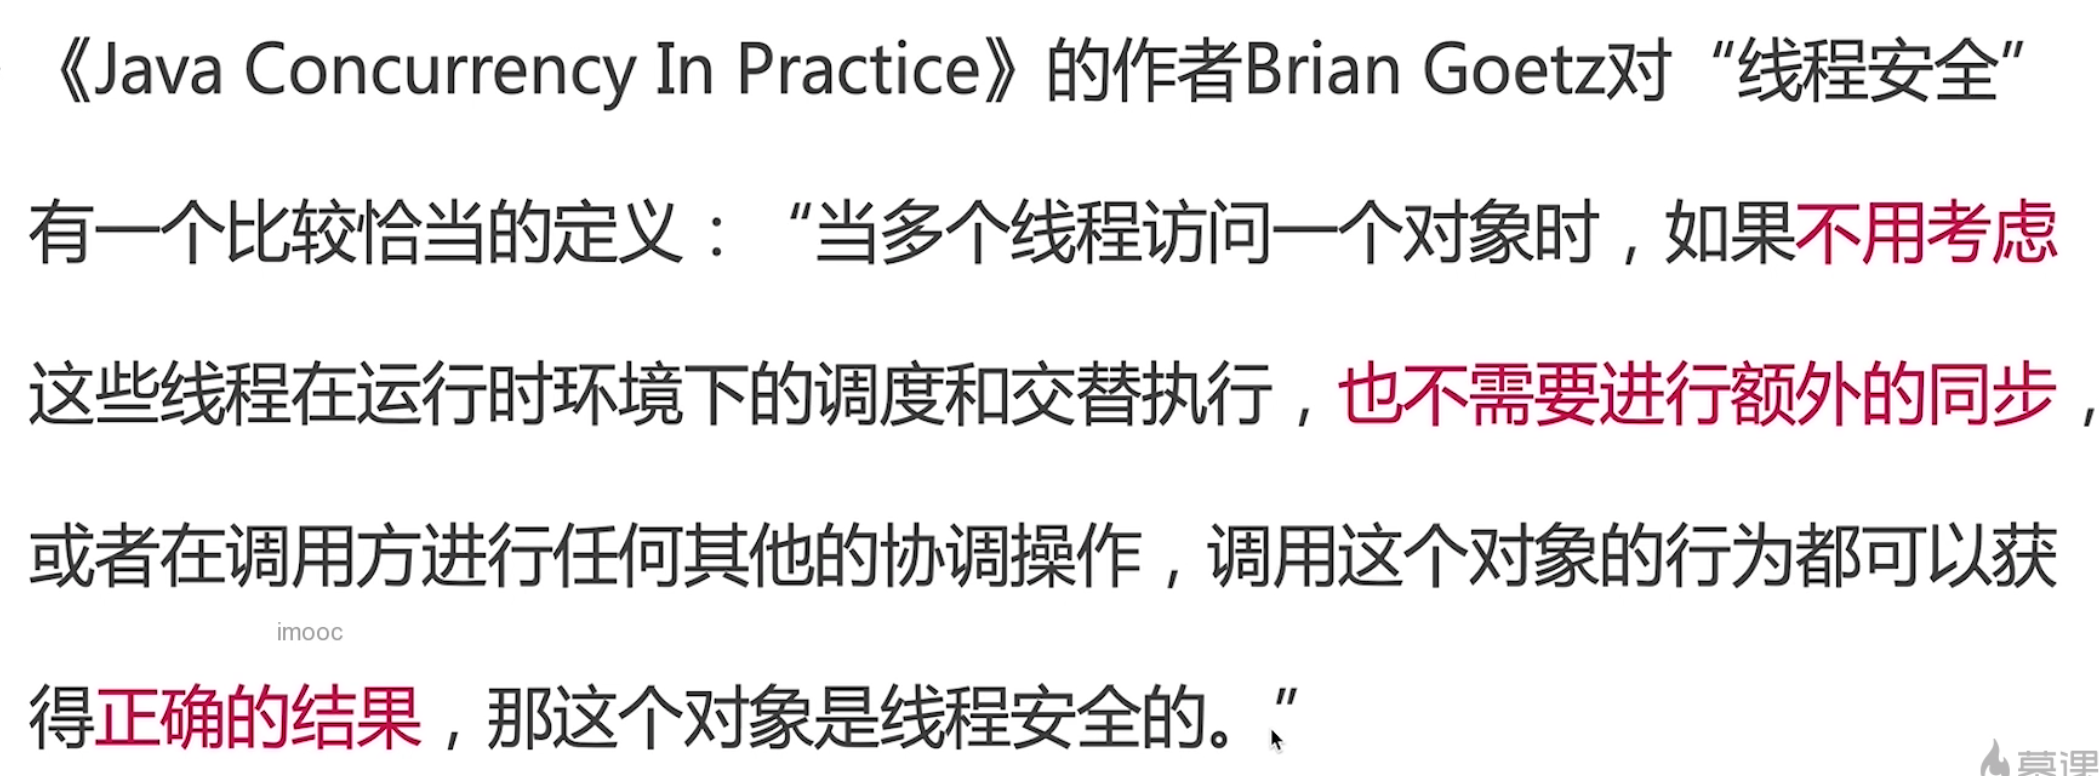 《Java Concurrency In Practice》的作者Brian Goetz对“线程安全”
有一个比较恰当的定义：“当多个线程访问一个对象时，如果不用考虑
这些线程在运行时环境下的调度和交替执行，也不需要进行额外的同步，
或者在调用方进行任何其他的协调操作，调用这个对象的行为都可以获
imooc
得正确的结果，那这个对象是线程安全的。”
慕课